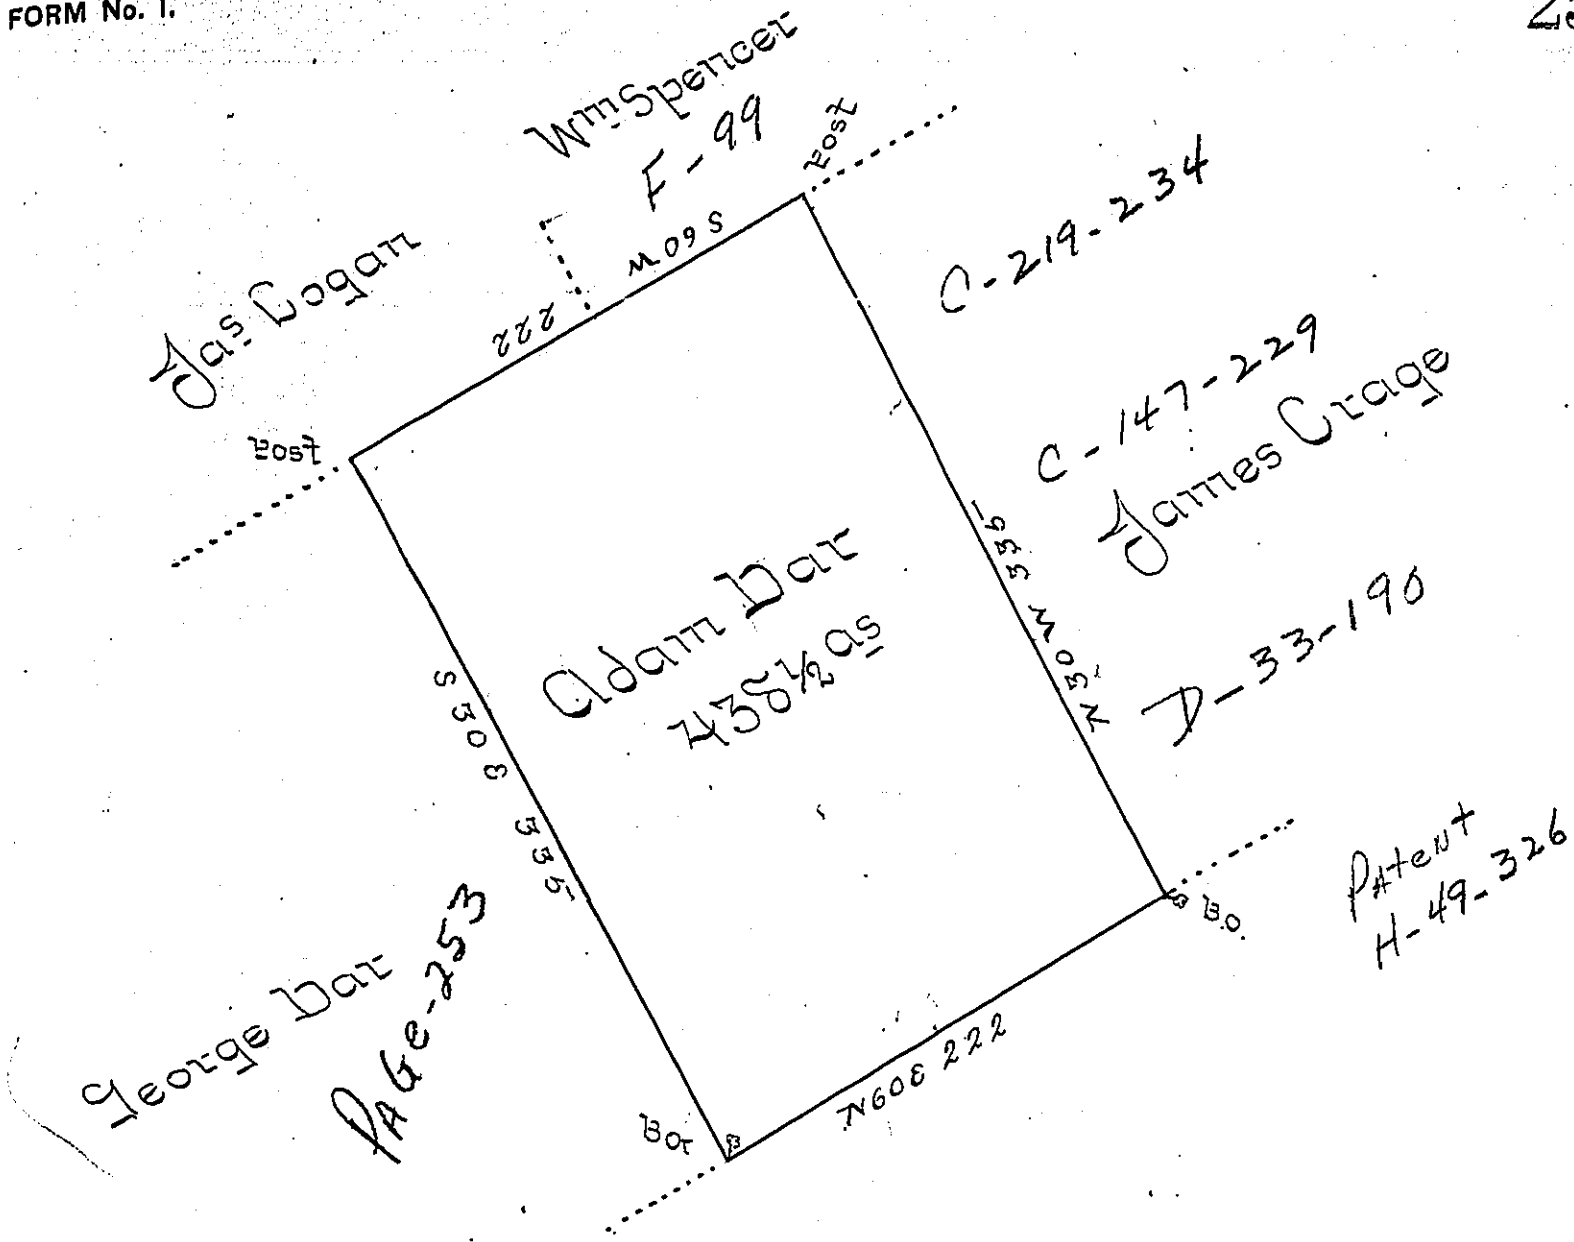 FORM No. 1.
Wm Spencer
F-99
Post
S 60 W
222
Jas Logan
Post
C-219-234
C-147-229
James Crage
N 30 W 335
Adam Dar
438½ as
S 30 E 335
D-33-190
Patent
H-49-326
B.O.
George Dar
PAGE-253
B Or
N 60 E 222